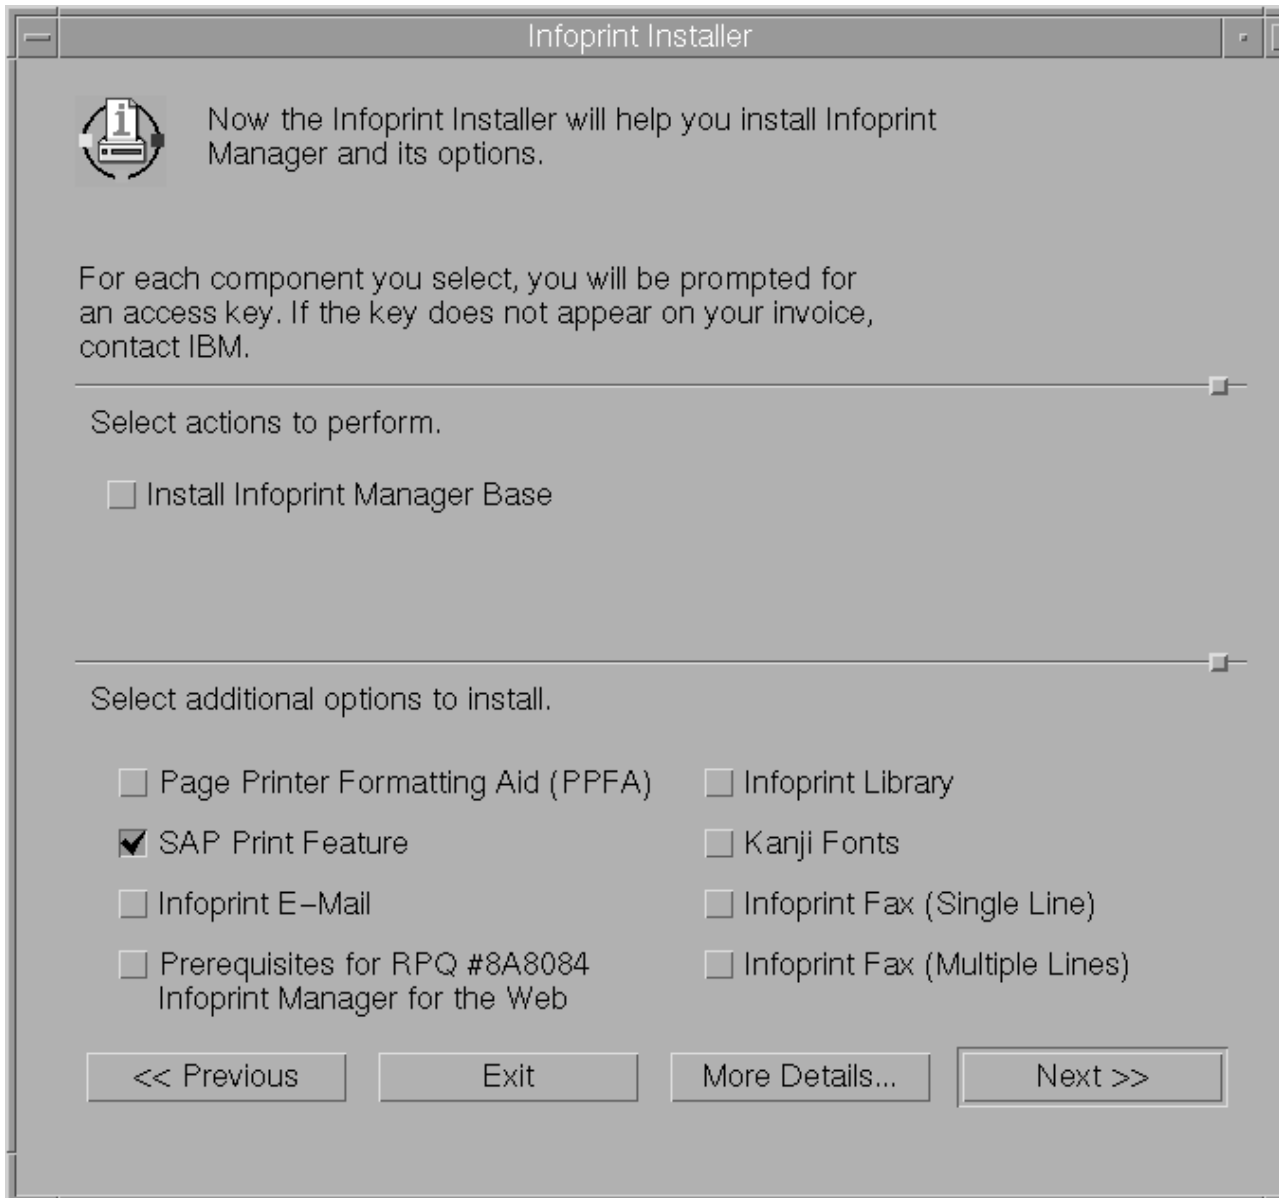 Infoprint Installer
Now the Infoprint Installer will help you install Infoprint
Manager and its options.
For each component you select, you will be prompted for
an access key. If the key does not appear on your invoice,
contact IBM.
Select actions to perform.
Install Infoprint Manager Base
Select additional options to install.
Page Printer Formatting Aid (PPFA)
Infoprint Library
SAP Print Feature
Kanji Fonts
Infoprint E-Mail
Infoprint Fax (Single Line)
Prerequisites for RPQ #8A8084
Infoprint Manager for the Web
Infoprint Fax (Multiple Lines)
<< Previous
Exit
More Details...
Next >>